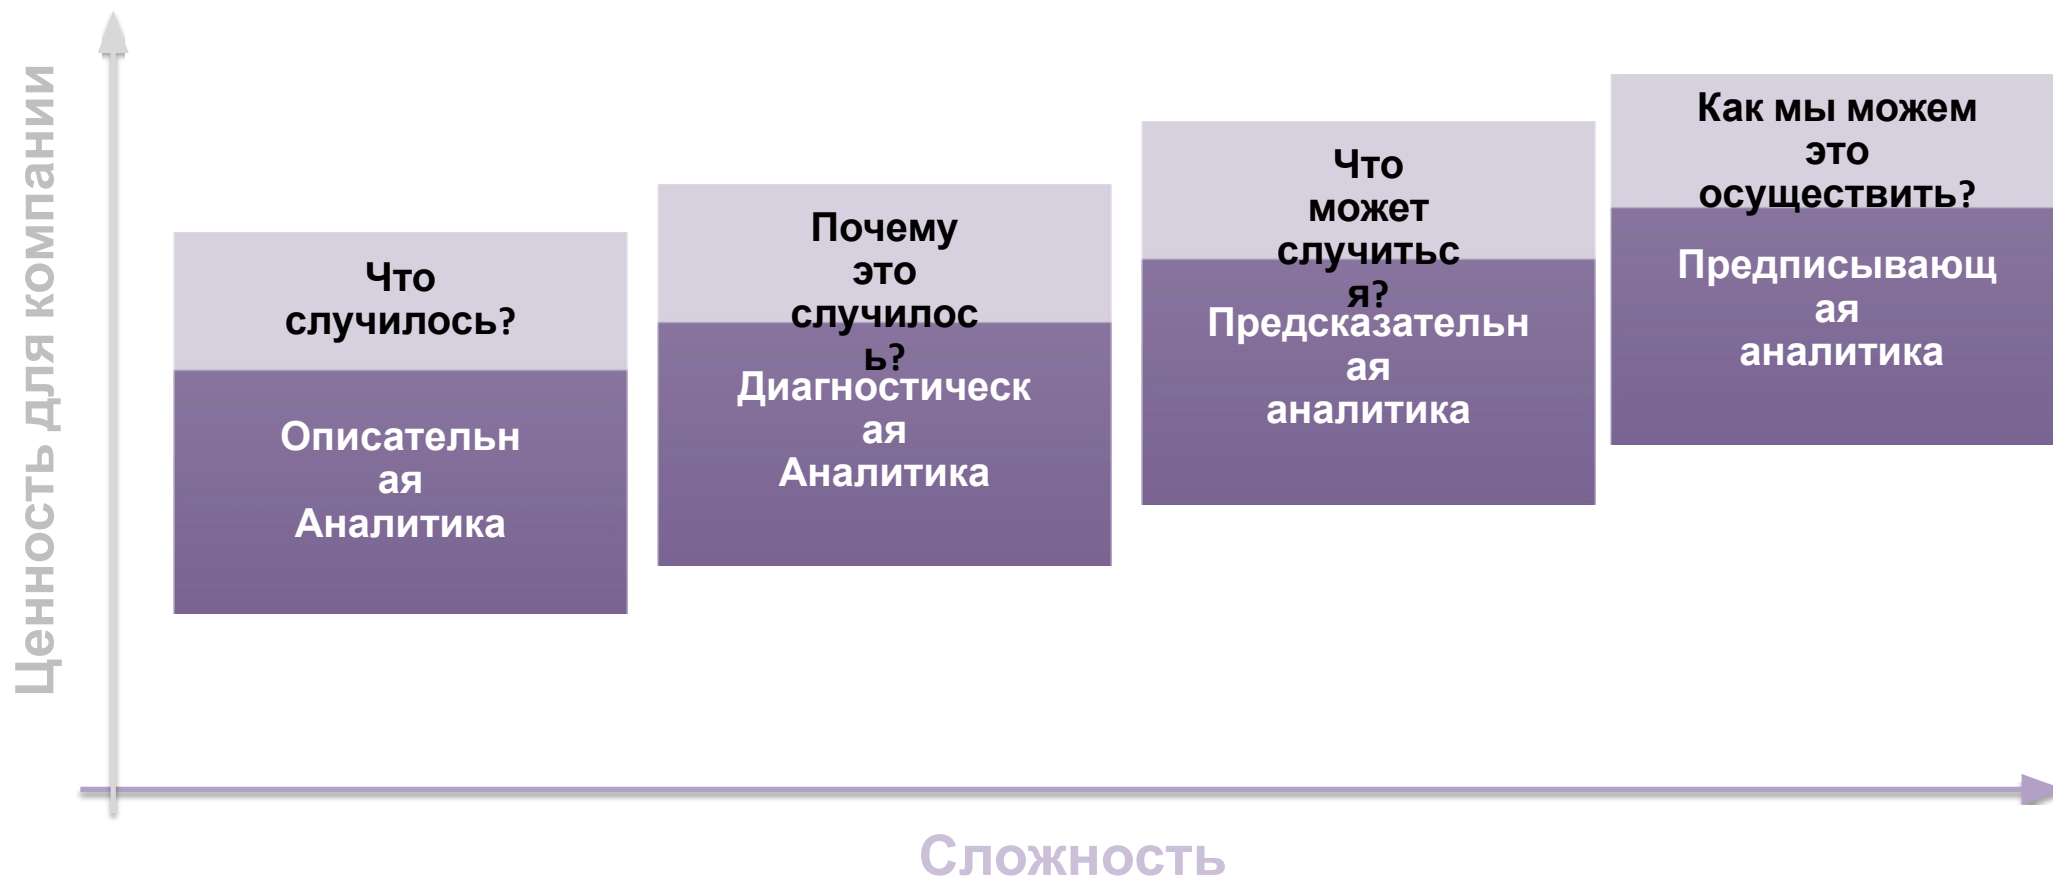 Ценность для компании
Что
случилось?
Описательн
ая
Аналитика
Почему
это
случилос
ь?
Диагностическ
ая
Аналитика
Что
может
случитьс
я?
Предсказательн
ая
аналитика
Как мы можем
это
осуществить?
Предписывающ
ая
аналитика
Сложность